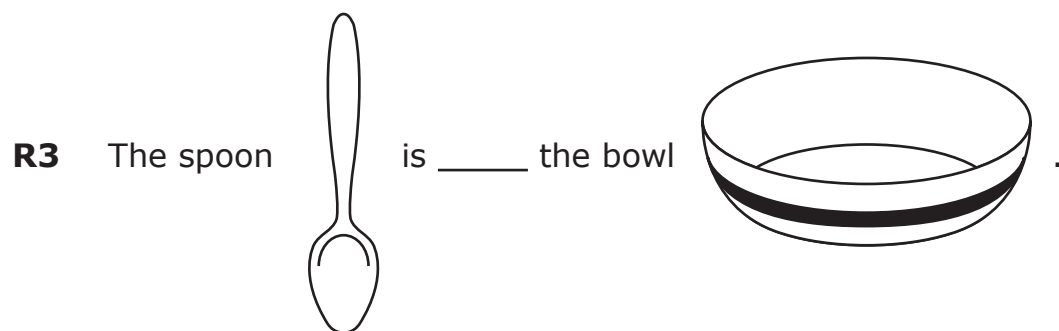 R3 The spoon is _____ the bowl .